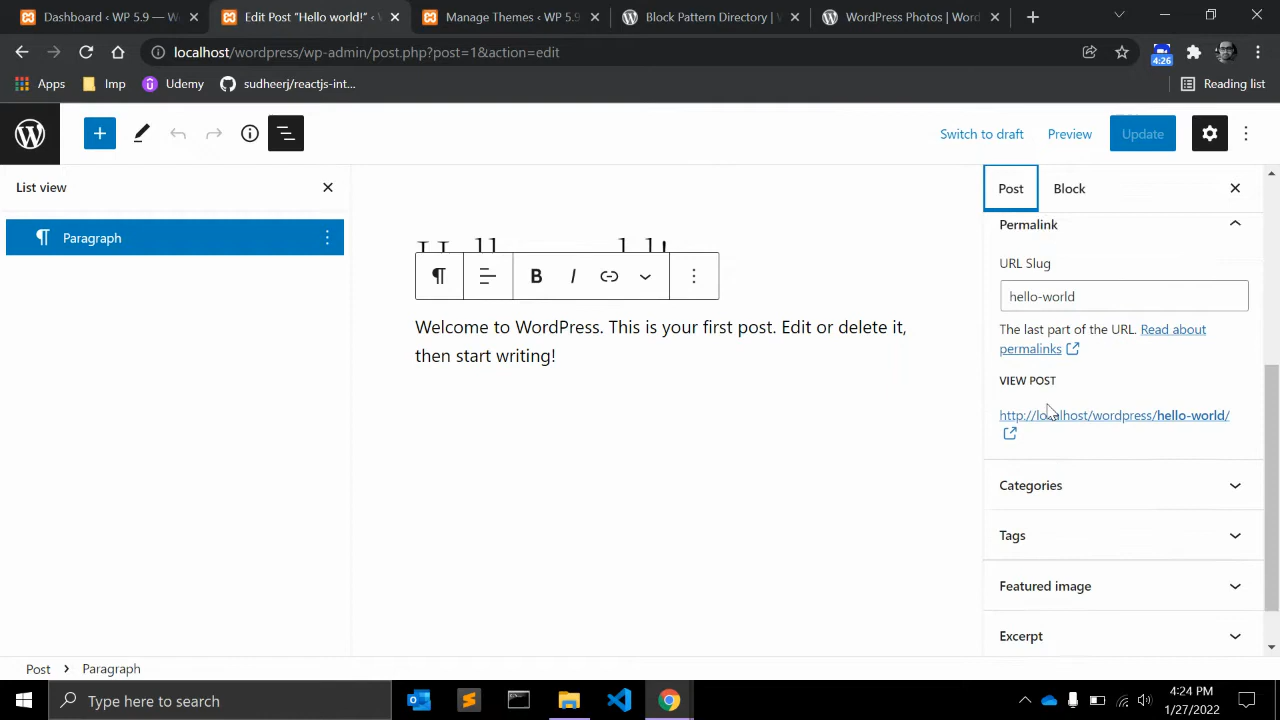 Dashboard ‹ WP 5.9 — W
Edit Post “Hello world!” ‹
Manage Themes ‹ WP 5.9
Block Pattern Directory |
WordPress Photos | Word
localhost/wordpress/wp-admin/post.php?post=1&action=edit
4:26
Apps
Imp
Udemy
sudheerj/reactjs-int...
Reading list
Switch to draft
Preview
Update
List view
Post
Block
Paragraph
Permalink
Hello world!
URL Slug
hello-world
B I
Welcome to WordPress. This is your first post. Edit or delete it,
then start writing!
The last part of the URL. Read about
permalinks
VIEW POST
http://localhost/wordpress/hello-world/
Categories
Tags
Featured image
Excerpt
Post
Paragraph
Type here to search
4:24 PM
1/27/2022